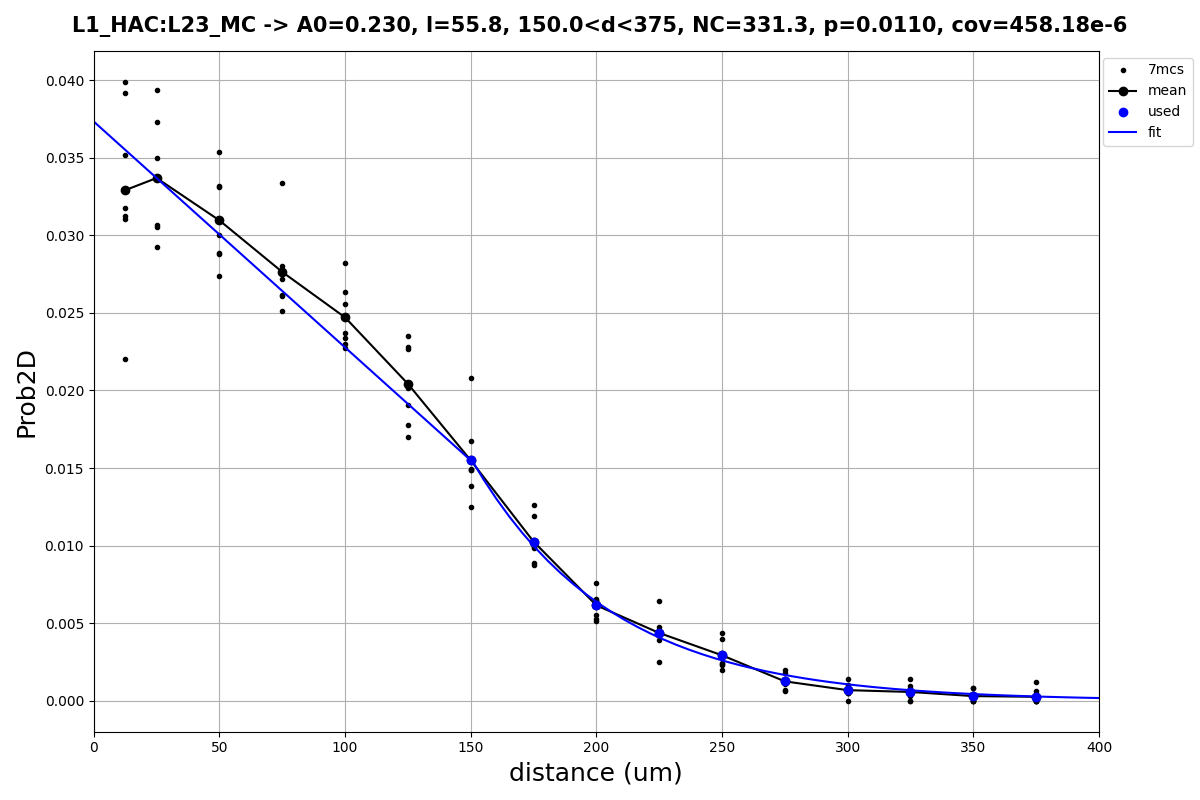 L1_HAC:L23_MC -> A0=0.230, l=55.8, 150.0<d<375, NC=331.3, p=0.0110, cov=458.18e-6
7mcs
mean
used
fit
0.040
0.035
0.030
0.025
0.020
0.015
0.010
0.005
0.000
Prob2D
0 50 100 150 200 250 300 350 400
distance (um)